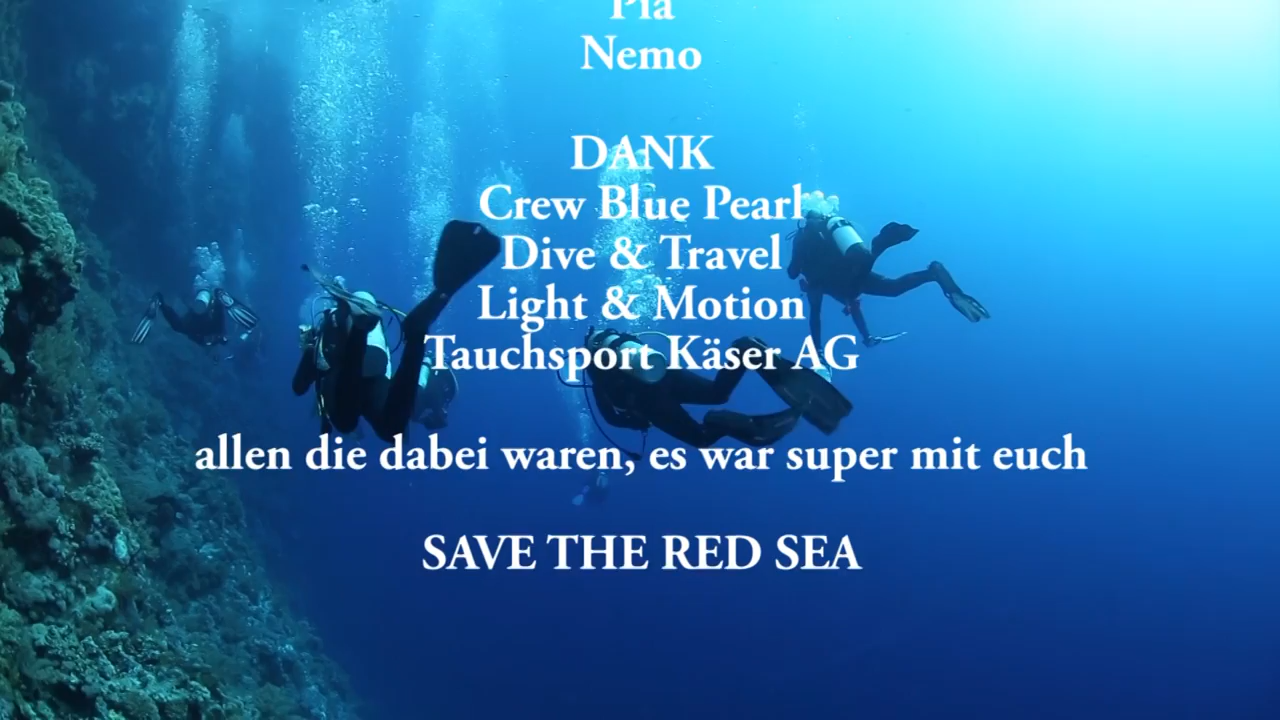 Pia
Nemo
DANK
Crew Blue Pearl
Dive & Travel
Light & Motion
Tauchsport Käser AG
allen die dabei waren, es war super mit euch
SAVE THE RED SEA